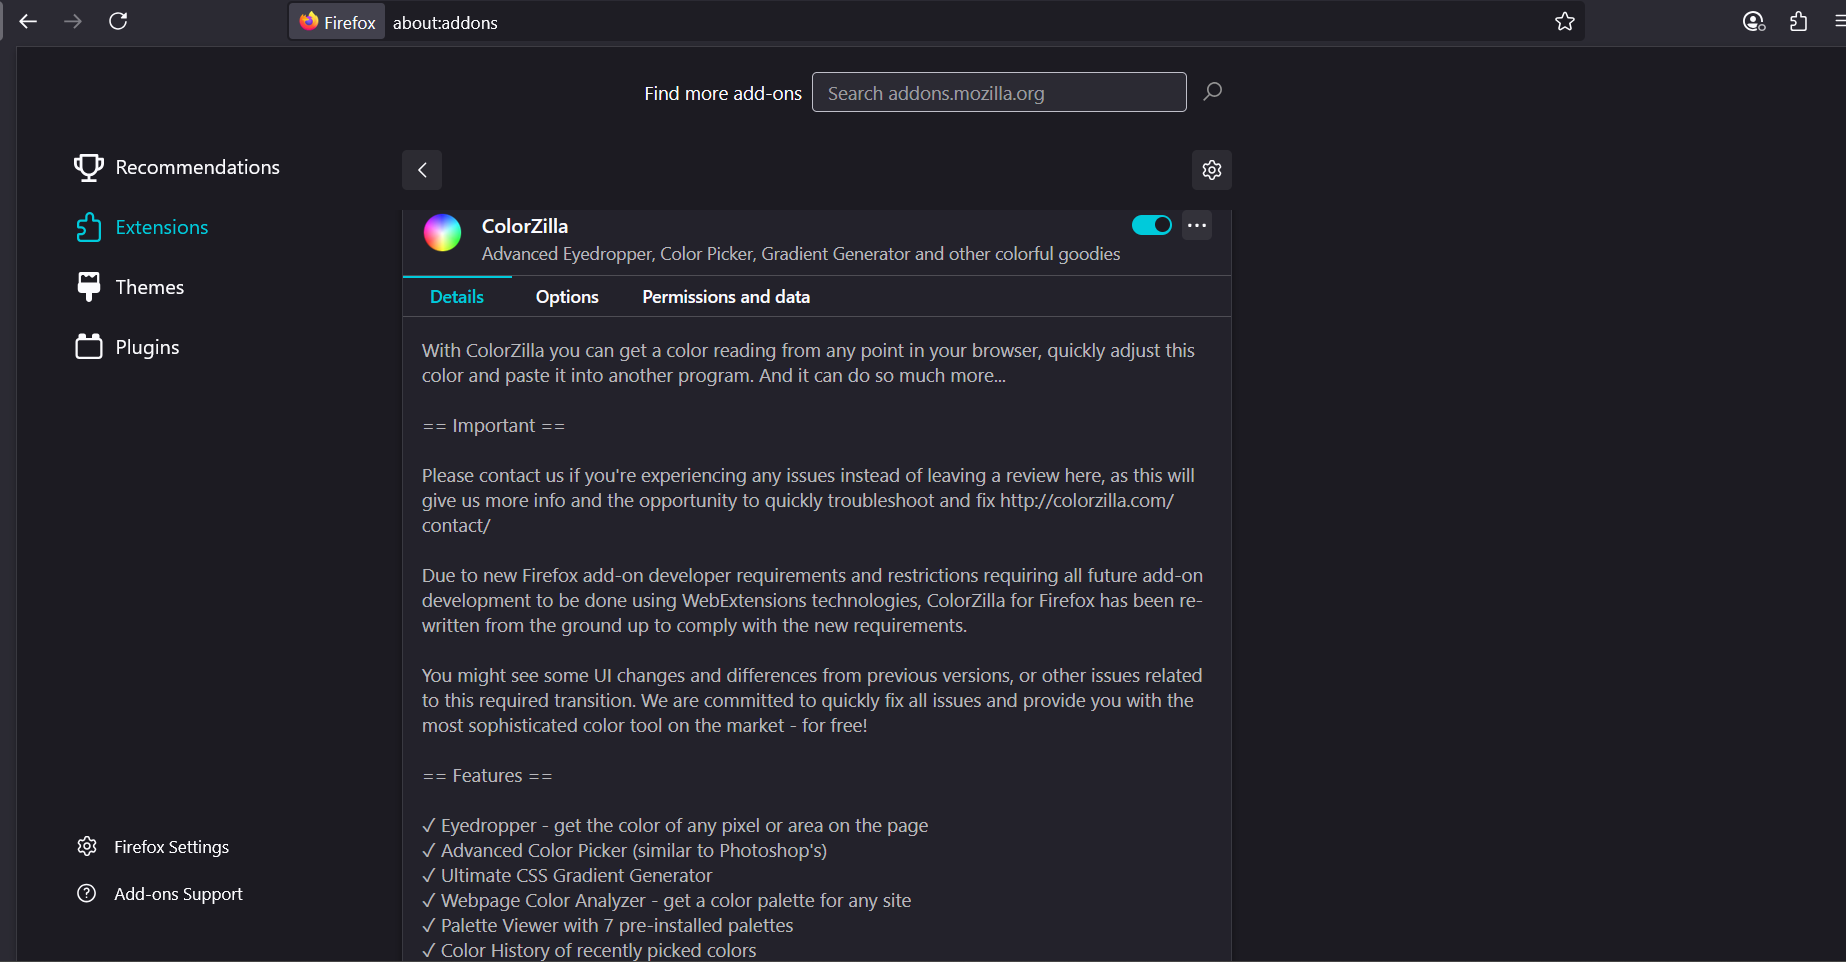 Firefox about:addons
Find more add-ons Search addons.mozilla.org
Recommendations
Extensions
Themes
Plugins
Firefox Settings
Add-ons Support
ColorZilla
Advanced Eyedropper, Color Picker, Gradient Generator and other colorful goodies
Details Options Permissions and data
With ColorZilla you can get a color reading from any point in your browser, quickly adjust this
color and paste it into another program. And it can do so much more...
== Important ==
Please contact us if you're experiencing any issues instead of leaving a review here, as this will
give us more info and the opportunity to quickly troubleshoot and fix http://colorzilla.com/
contact/
Due to new Firefox add-on developer requirements and restrictions requiring all future add-on
development to be done using WebExtensions technologies, ColorZilla for Firefox has been re-
written from the ground up to comply with the new requirements.
You might see some UI changes and differences from previous versions, or other issues related
to this required transition. We are committed to quickly fix all issues and provide you with the
most sophisticated color tool on the market - for free!
== Features ==
✓ Eyedropper - get the color of any pixel or area on the page
✓ Advanced Color Picker (similar to Photoshop's)
✓ Ultimate CSS Gradient Generator
✓ Webpage Color Analyzer - get a color palette for any site
✓ Palette Viewer with 7 pre-installed palettes
✓ Color History of recently picked colors